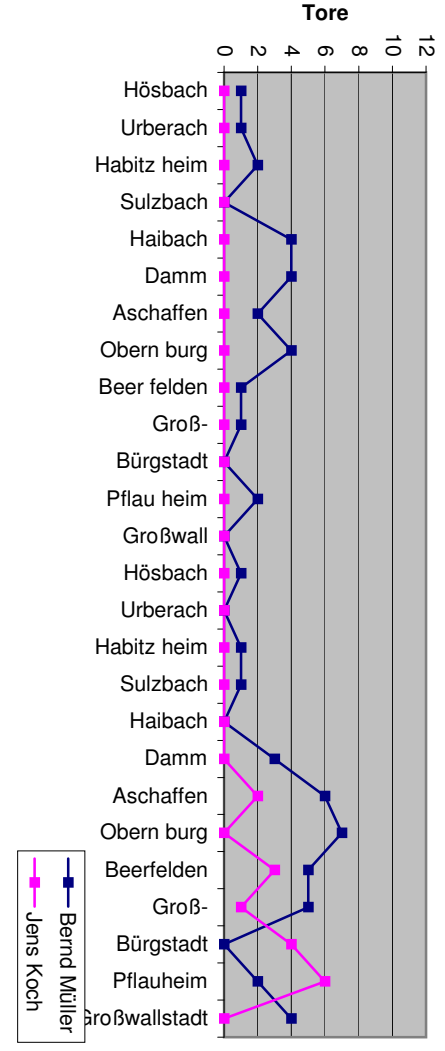 Tore
0 2 4 6 8 10 12
Hösbach
Urberach
Habitz heim
Sulzbach
Haibach
Damm
Aschaffen
Obern burg
Beer felden
Groß-
Bürgstadt
Pflau heim
Großwall
Hösbach
Urberach
Habitz heim
Sulzbach
Haibach
Damm
Aschaffen
Obern burg
Beerfelden
Groß-
Bürgstadt
Pflauheim
Großwallstadt
Bernd Müller
Jens Koch